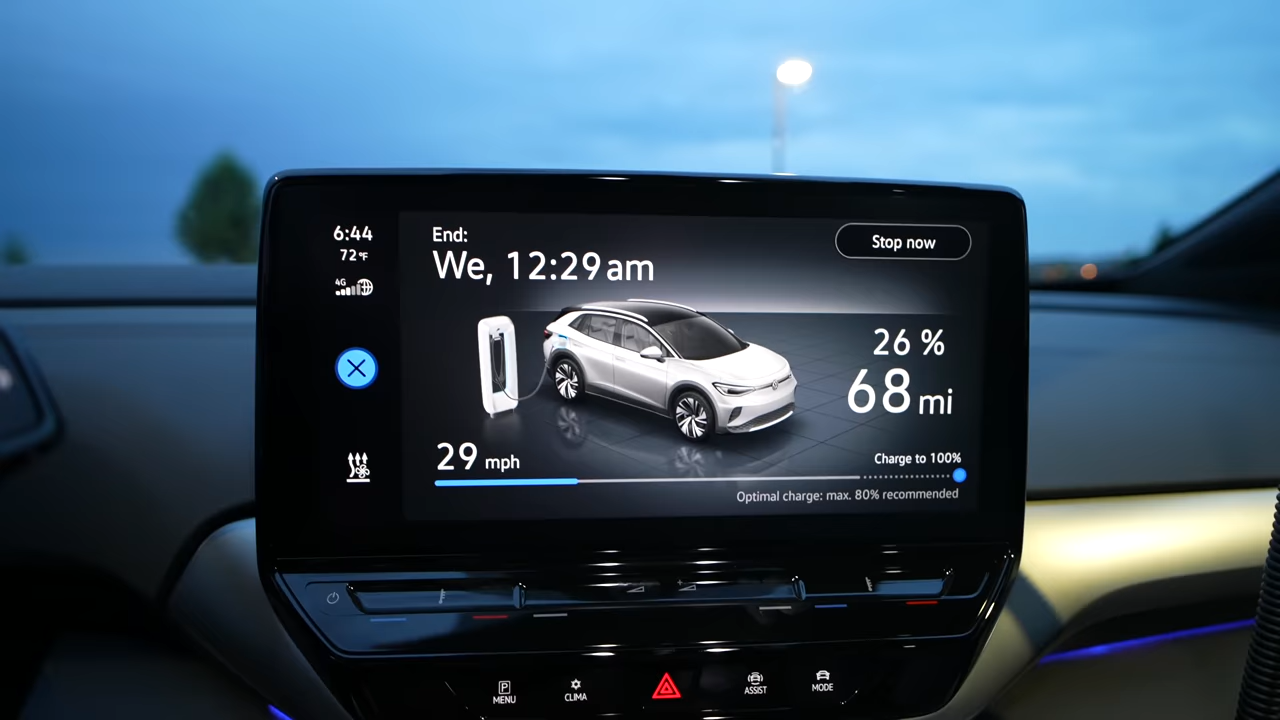 6:44
72°F
4G
End:
We, 12:29 am
Stop now
26 %
68 mi
29 mph
Charge to 100%
Optimal charge: max. 80% recommended
P
MENU
CLIMA
ASSIST
MODE